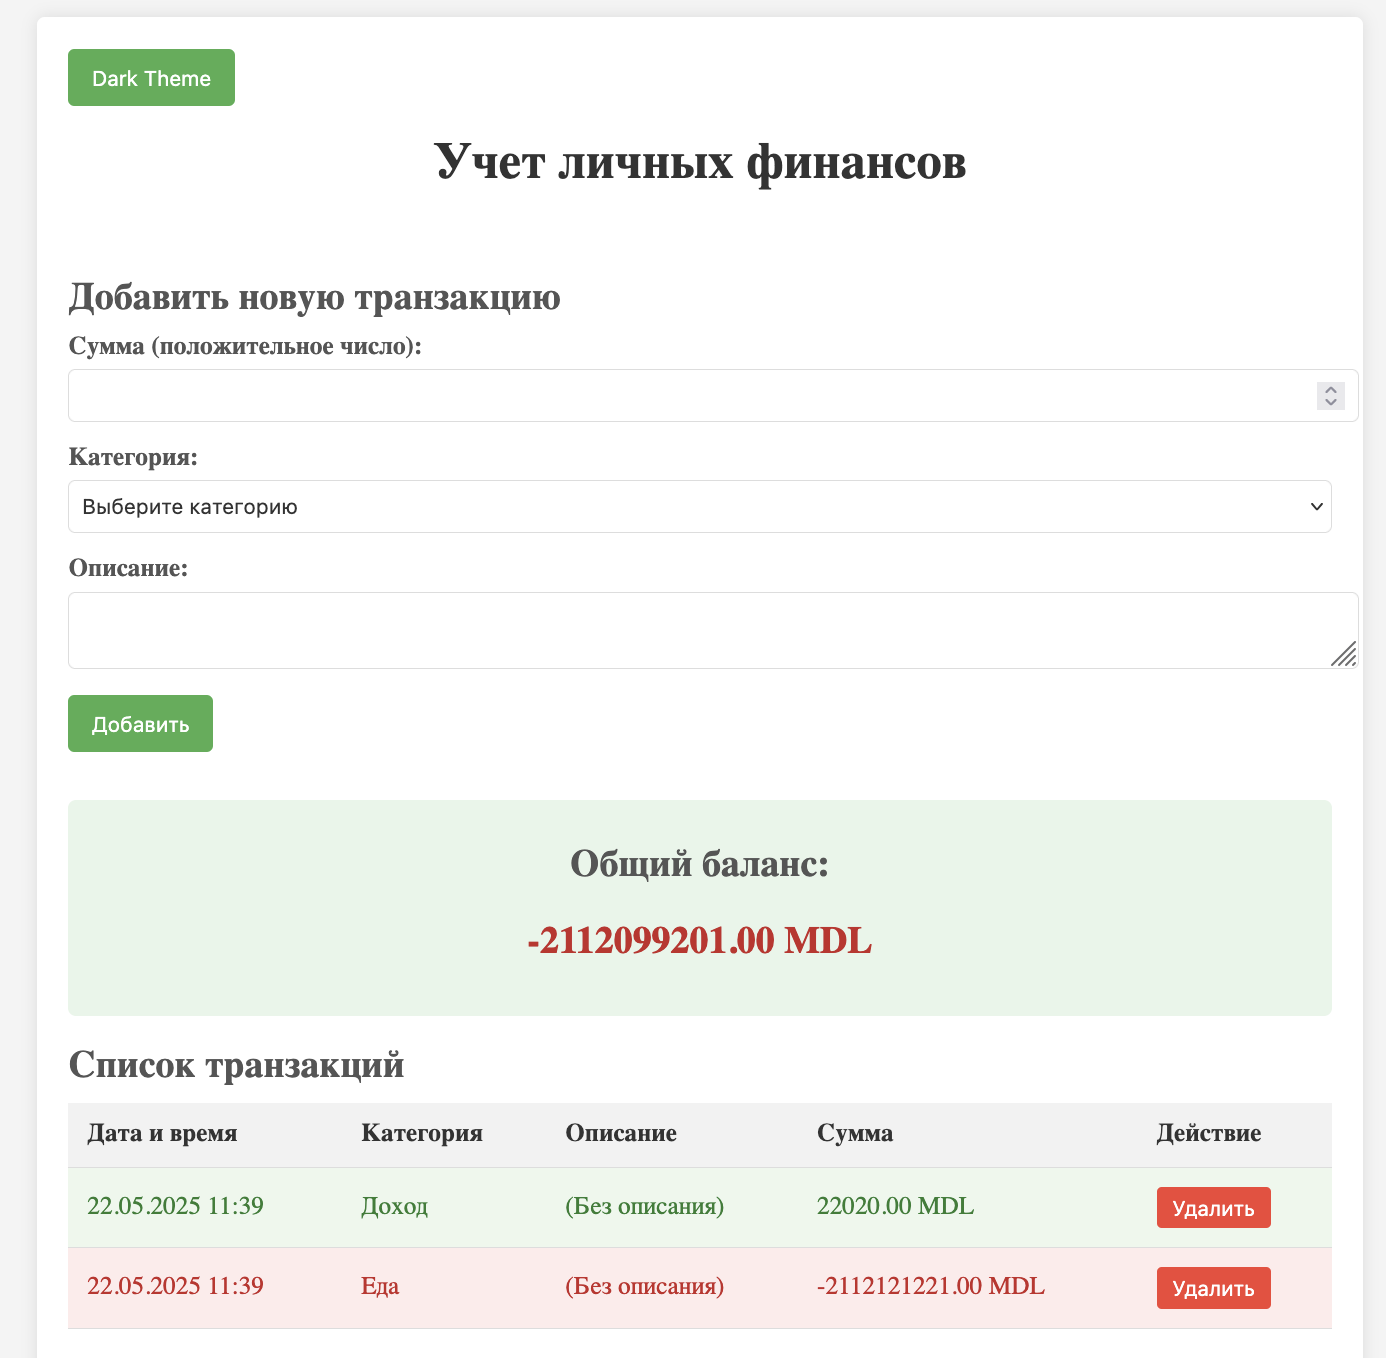 Dark Theme
Учет личных финансов
Добавить новую транзакцию
Сумма (положительное число):
Категория:
Выберите категорию
Описание:
Добавить
Общий баланс:
-2112099201.00 MDL
Список транзакций
Дата и время Категория Описание Сумма Действие
22.05.2025 11:39 Доход (Без описания) 22020.00 MDL Удалить
22.05.2025 11:39 Еда (Без описания) -2112121221.00 MDL Удалить